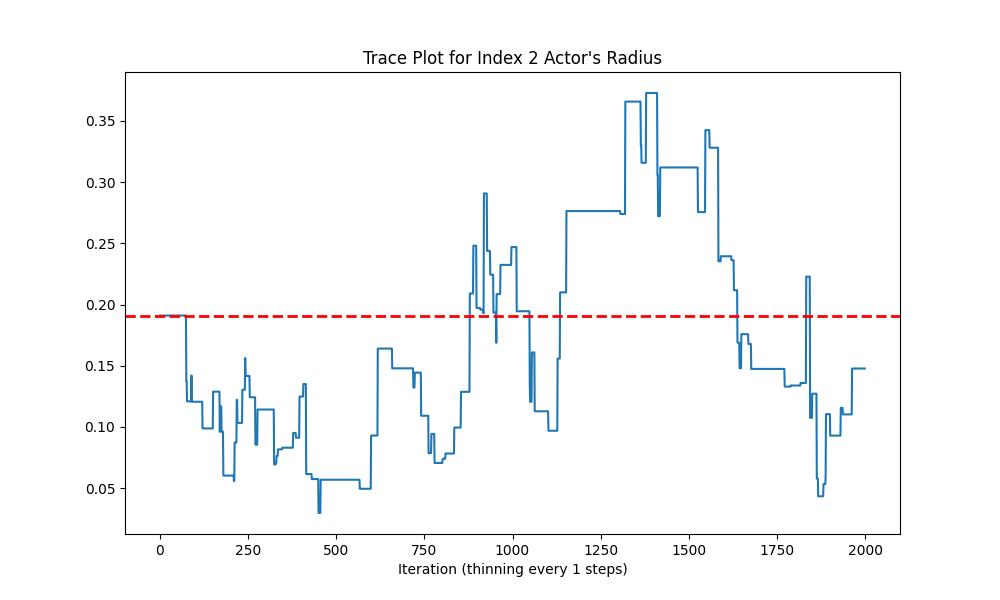 Trace Plot for Index 2 Actor's Radius
0.35
0.30
0.25
0.20
0.15
0.10
0.05
0 250 500 750 1000 1250 1500 1750 2000
Iteration (thinning every 1 steps)